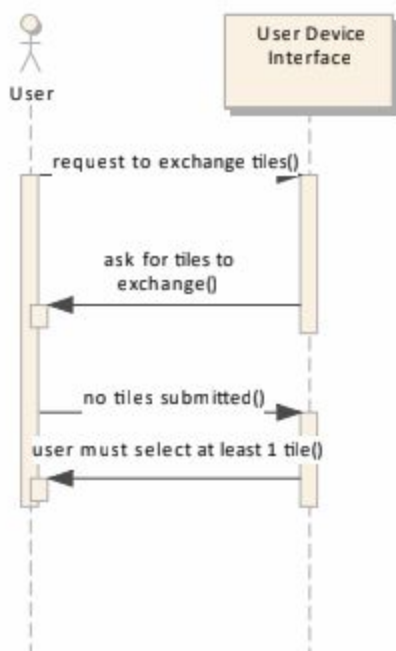 User Device
Interface
User
request to exchange tiles()
ask for tiles to
exchange()
no tiles submitted()
user must select at least 1 tile()